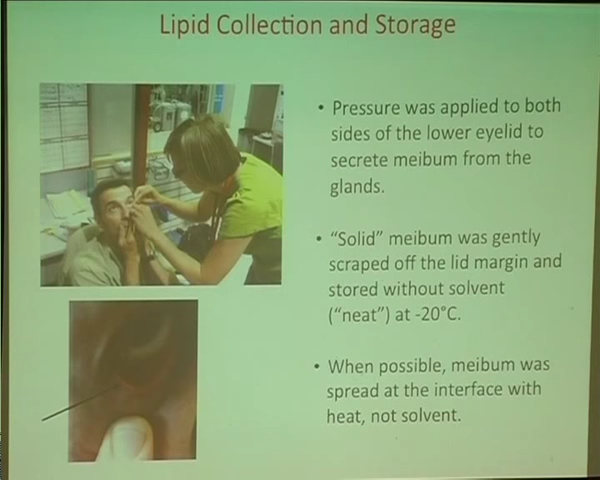 Lipid Collection and Storage
• Pressure was applied to both
sides of the lower eyelid to
secrete meibum from the
glands.
• “Solid” meibum was gently
scraped off the lid margin and
stored without solvent
(“neat”) at -20°C.
• When possible, meibum was
spread at the interface with
heat, not solvent.